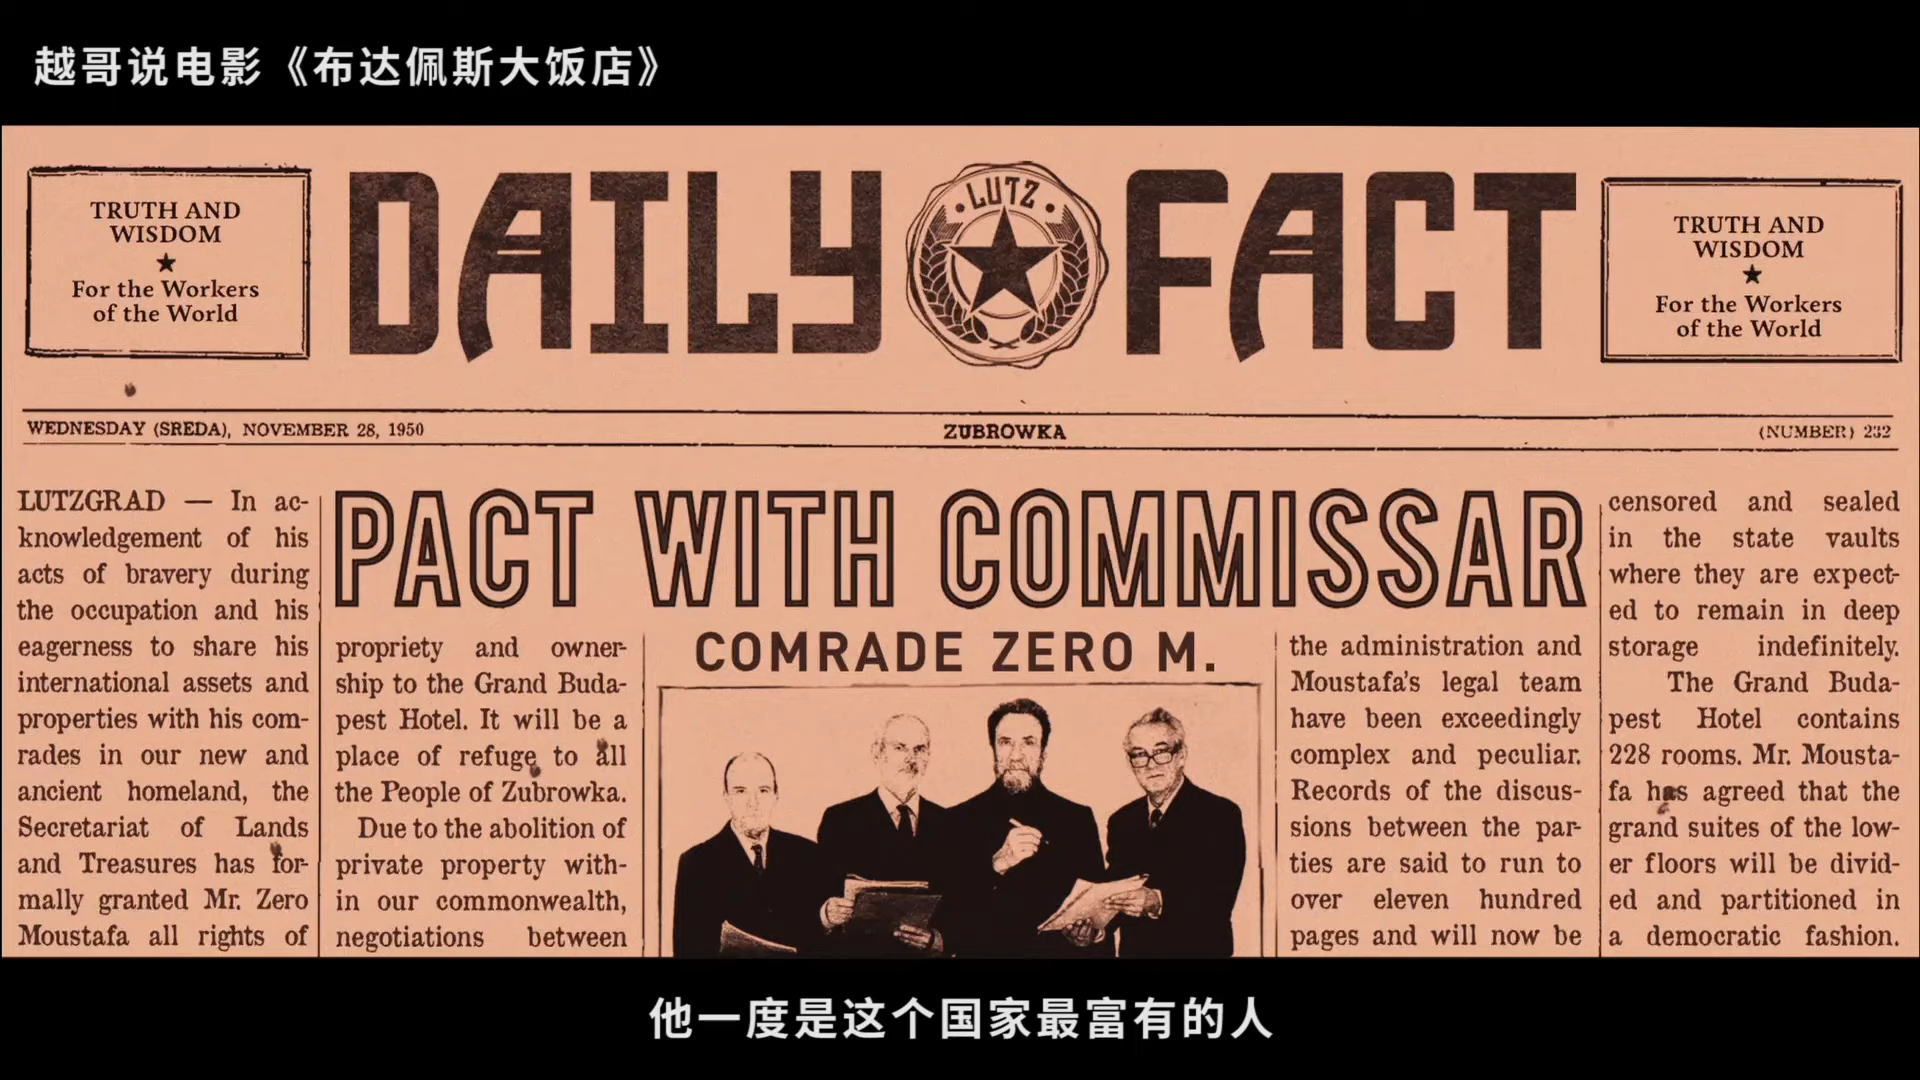 越哥说电影《布达佩斯大饭店》
TRUTH AND
WISDOM
★
For the Workers
of the World
DAILY
LUTZ
FACT
TRUTH AND
WISDOM
★
For the Workers
of the World
WEDNESDAY (SREDA), NOVEMBER 28, 1950
ZUBROWKA
(NUMBER) 232
PACT WITH COMMISSAR
COMRADE ZERO M.
LUTZGRAD — In ac-
knowledgement of his
acts of bravery during
the occupation and his
eagerness to share his
international assets and
properties with his com-
rades in our new and
ancient homeland, the
Secretariat of Lands
and Treasures has for-
mally granted Mr. Zero
Moustafa all rights of
propriety and owner-
ship to the Grand Buda-
pest Hotel. It will be a
place of refuge to all
the People of Zubrowka.
Due to the abolition of
private property with-
in our commonwealth,
negotiations between
the administration and
Moustafa's legal team
have been exceedingly
complex and peculiar.
Records of the discus-
sions between the par-
ties are said to run to
over eleven hundred
pages and will now be
censored and sealed
in the state vaults
where they are expect-
ed to remain in deep
storage indefinitely.
The Grand Buda-
pest Hotel contains
228 rooms. Mr. Mousta-
fa has agreed that the
grand suites of the low-
er floors will be divid-
ed and partitioned in
a democratic fashion.
他一度是这个国家最富有的人